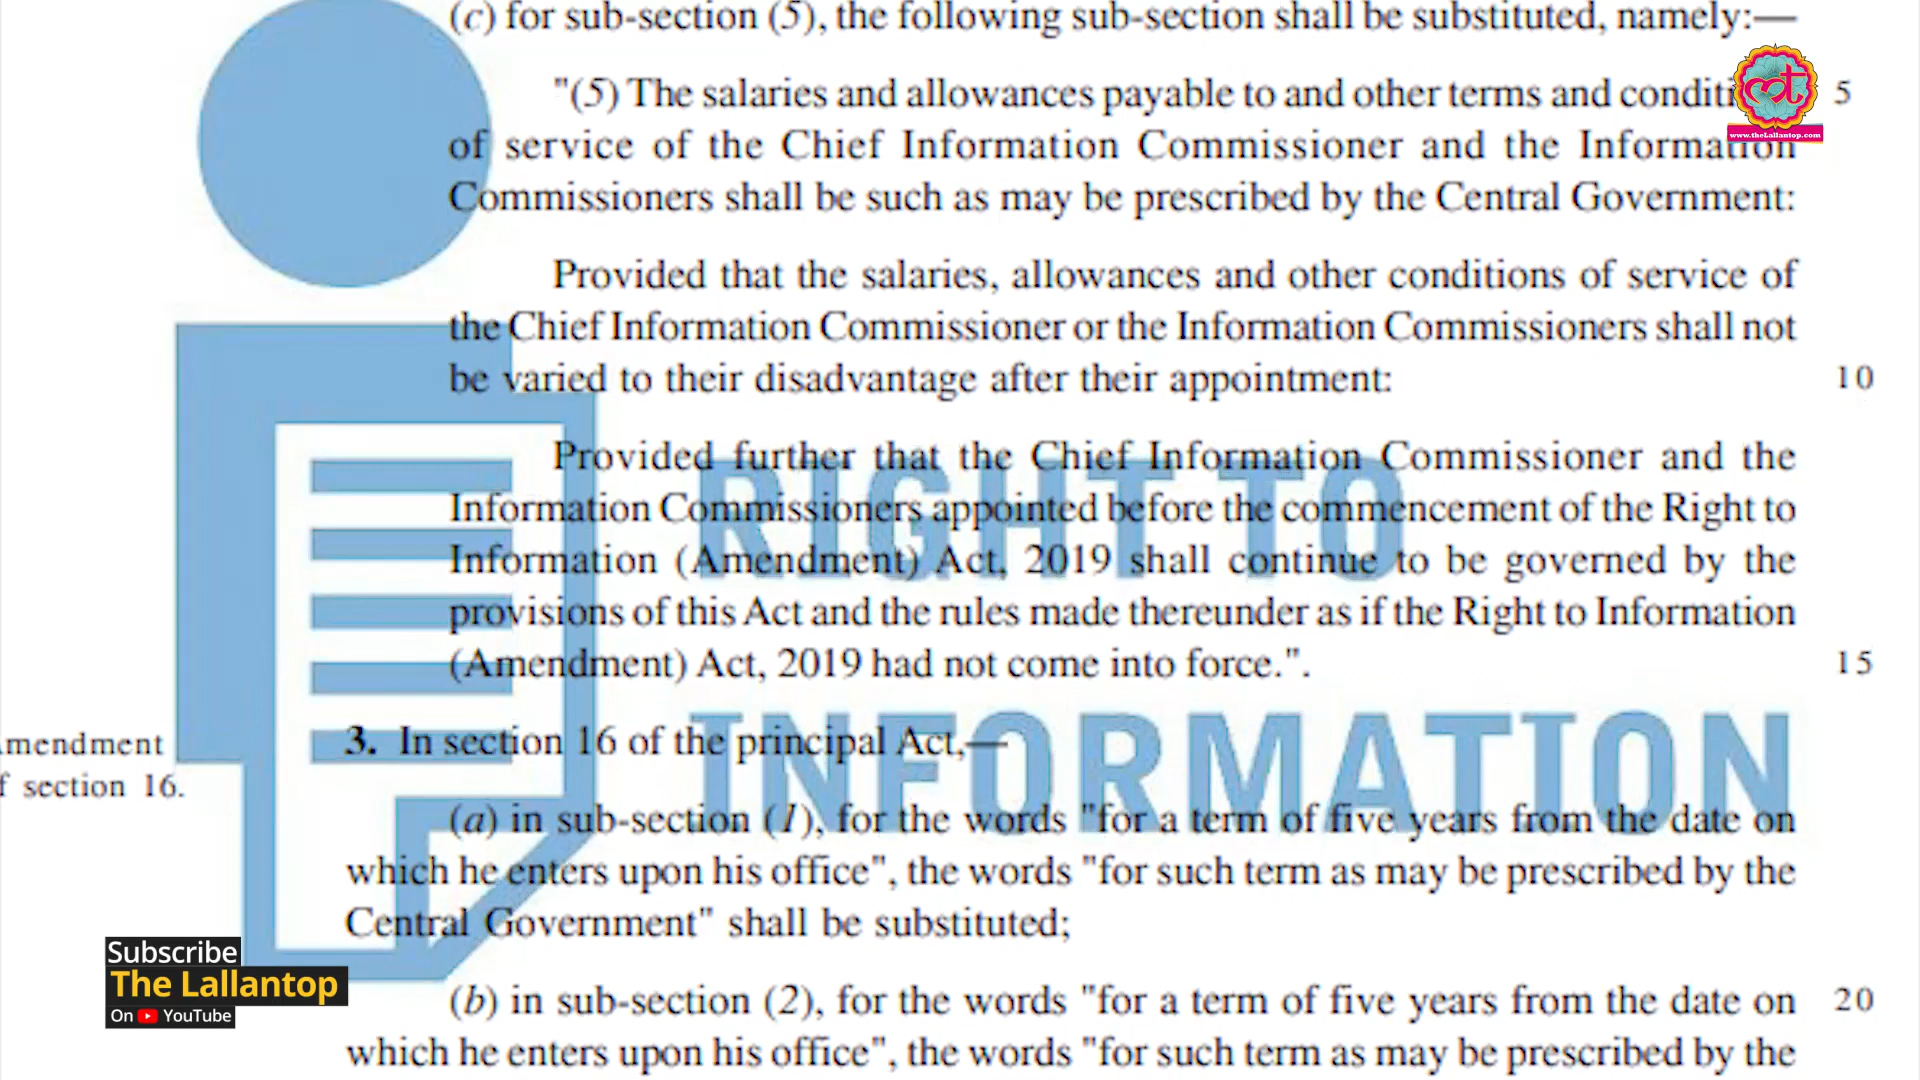 (c) for sub-section (5), the following sub-section shall be substituted, namely:—
"(5) The salaries and allowances payable to and other terms and conditi 5
www.theLallantop.com
of service of the Chief Information Commissioner and the Information
Commissioners shall be such as may be prescribed by the Central Government:
Provided that the salaries, allowances and other conditions of service of
the Chief Information Commissioner or the Information Commissioners shall not
be varied to their disadvantage after their appointment: 10
Provided further that the Chief Information Commissioner and the
Information Commissioners appointed before the commencement of the Right to
Information (Amendment) Act, 2019 shall continue to be governed by the
provisions of this Act and the rules made thereunder as if the Right to Information
(Amendment) Act, 2019 had not come into force.". 15
RIGHT TO
INFORMATION
mendment
f section 16.
3. In section 16 of the principal Act,—
(a) in sub-section (1), for the words "for a term of five years from the date on
which he enters upon his office", the words "for such term as may be prescribed by the
Central Government" shall be substituted;
(b) in sub-section (2), for the words "for a term of five years from the date on 20
which he enters upon his office", the words "for such term as may be prescribed by the
Subscribe
The Lallantop
On YouTube